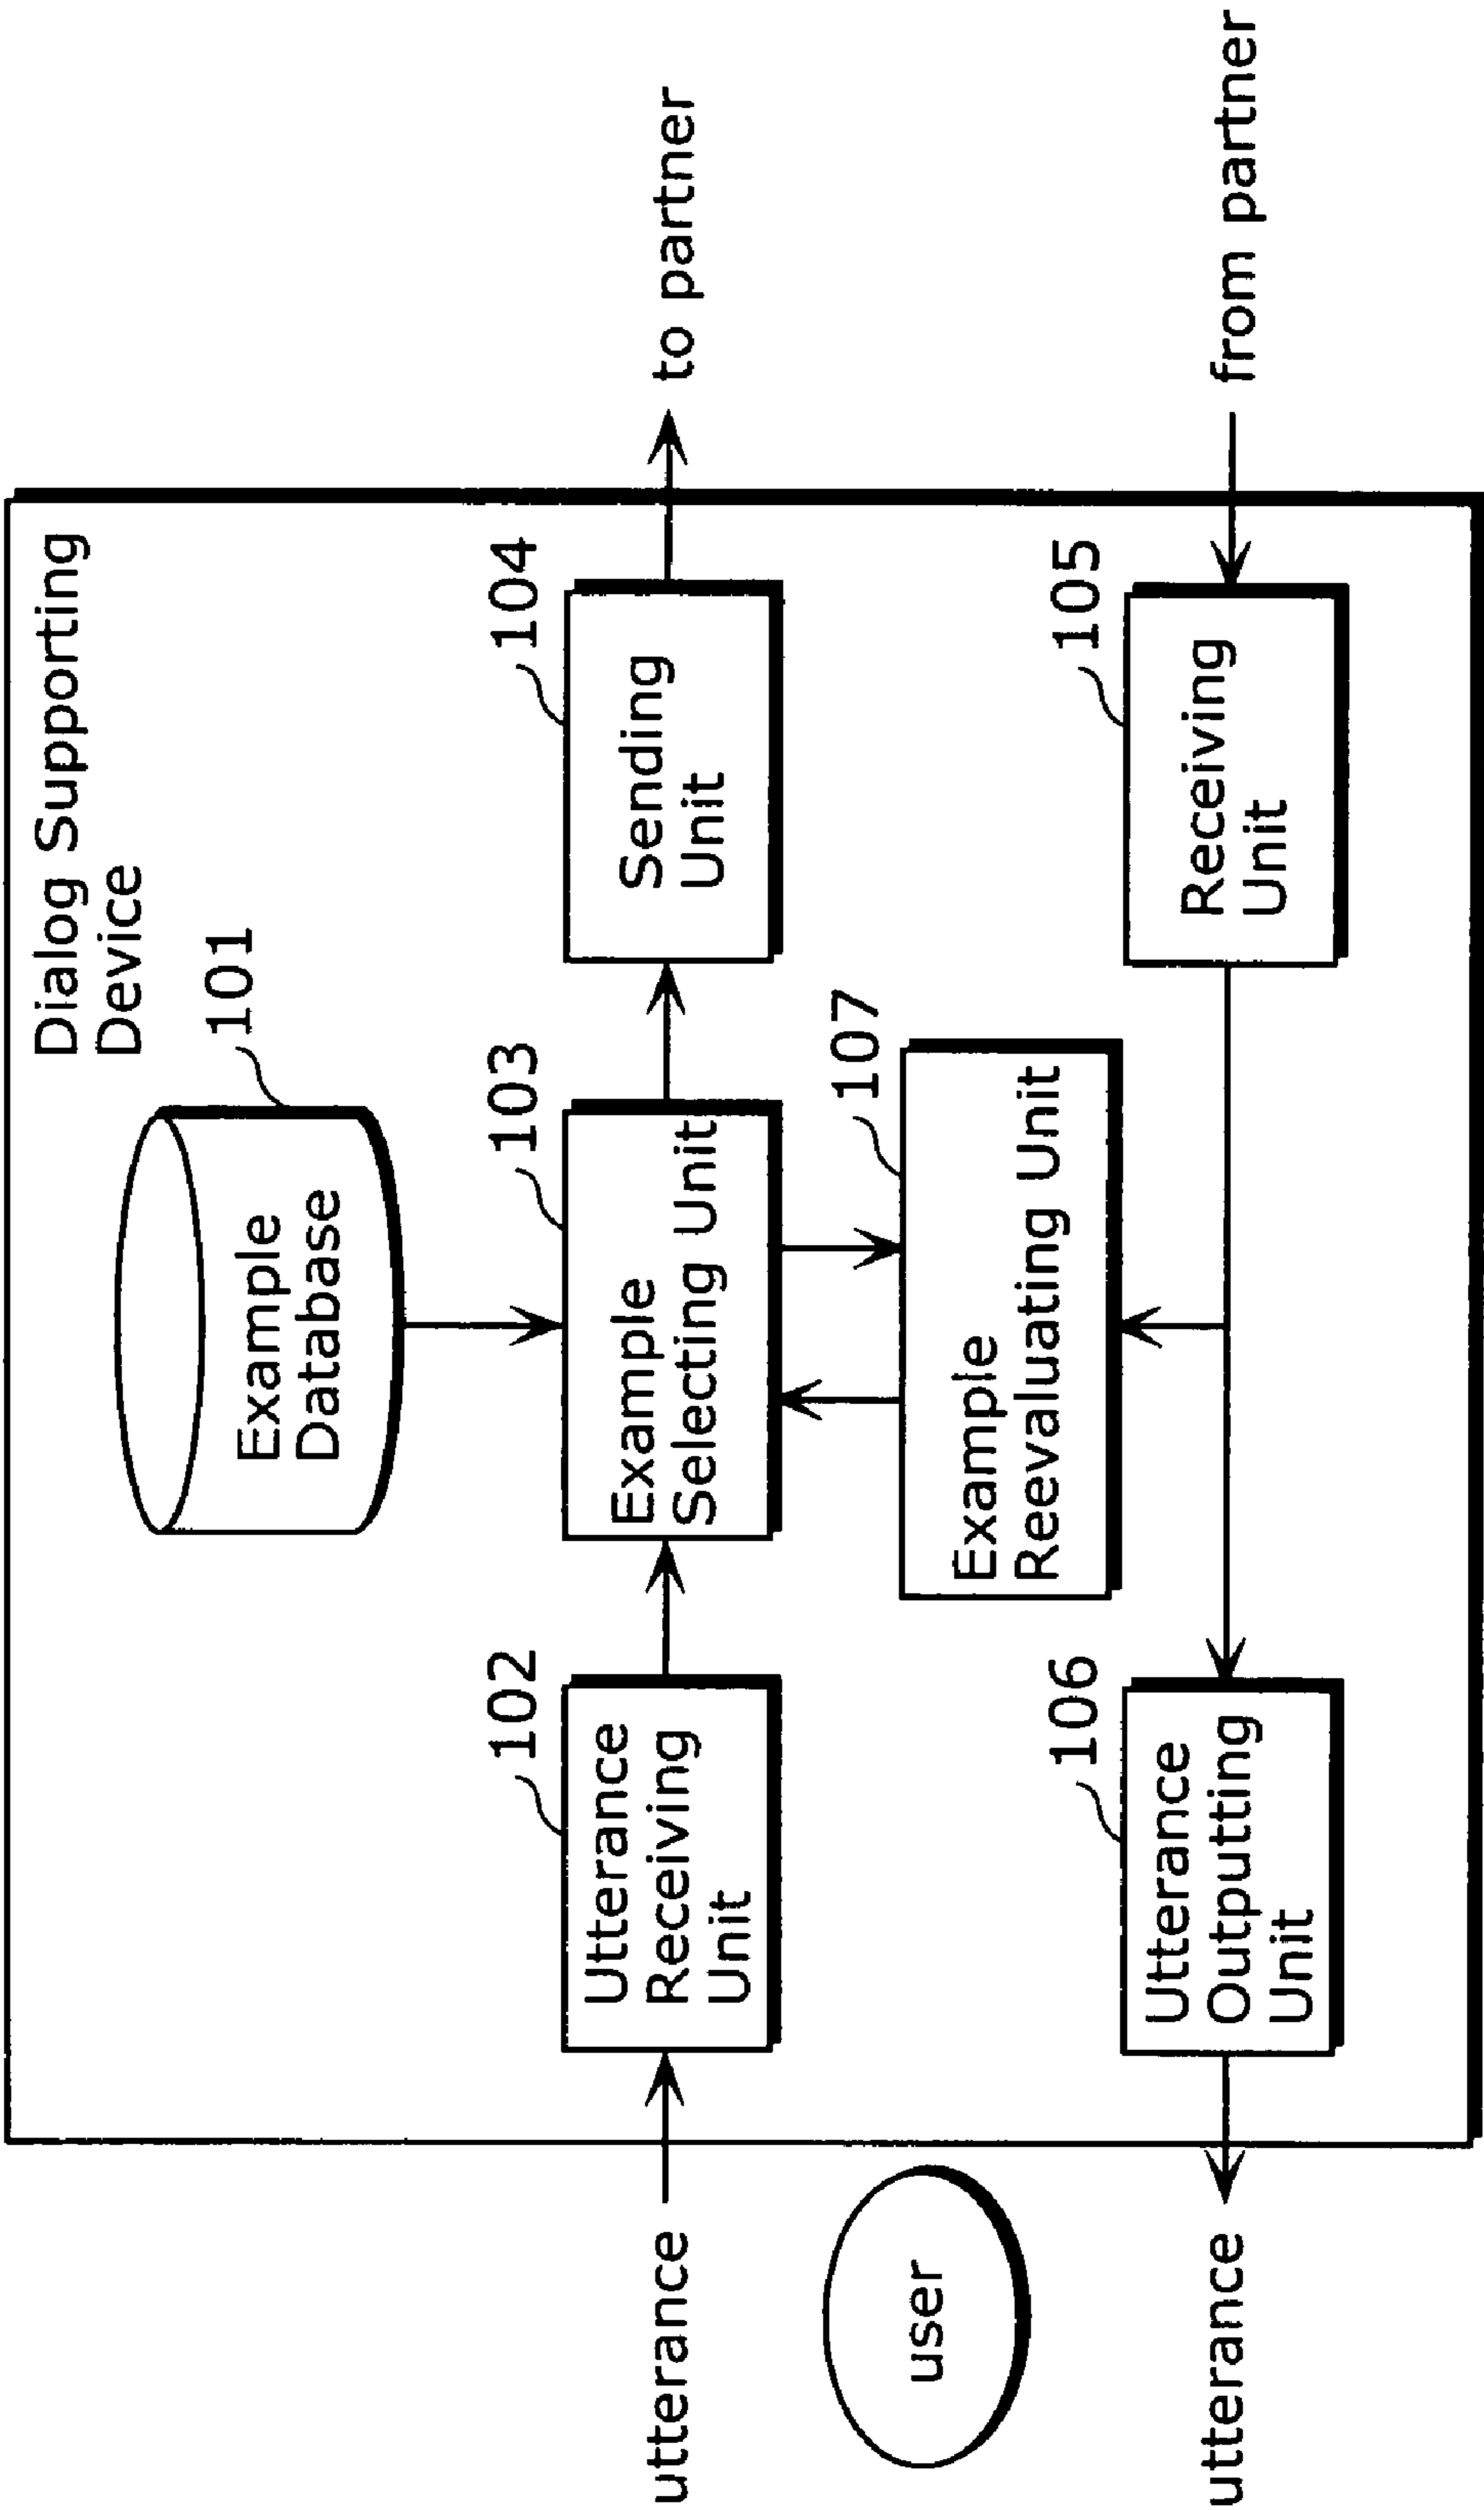 Dialog Supporting
Device
101
Example
Database
102
103
104
utterance
Utterance
Receiving
Unit
Example
Selecting Unit
Sending
Unit
to partner
107
user
Example
Reevaluating Unit
106
105
utterance
Utterance
Outputting
Unit
Receiving
Unit
from partner